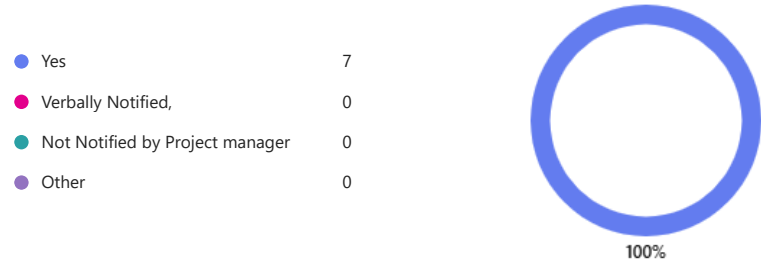 Yes 7
Verbally Notified, 0
Not Notified by Project manager 0
Other 0
100%